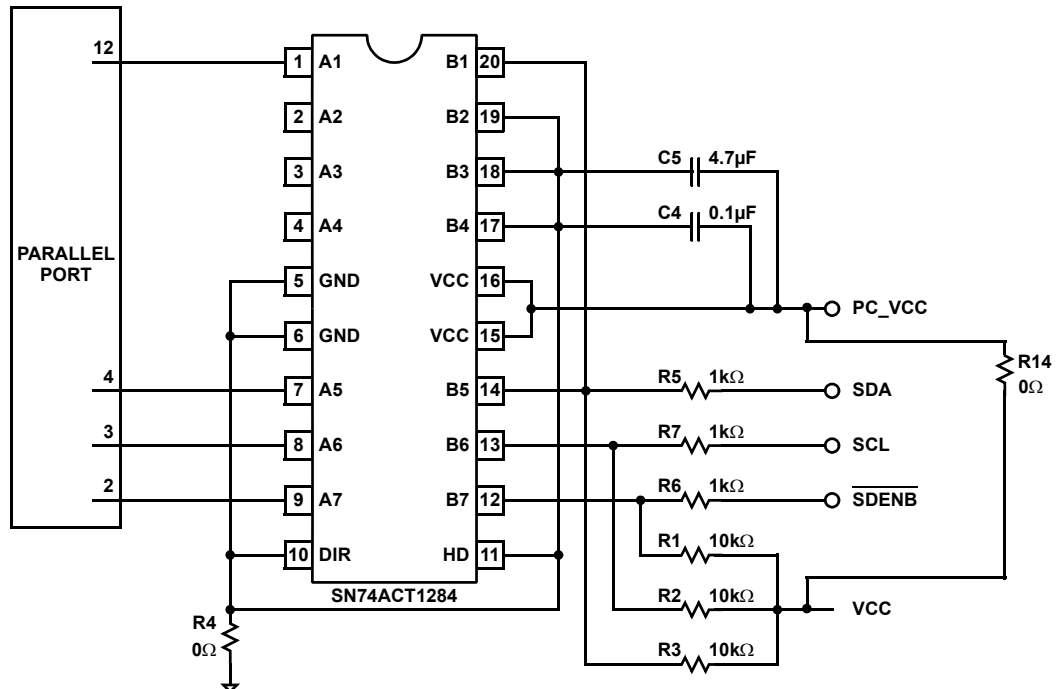 12 1 A1 B1 20
2 A2 B2 19
C5 4.7µF
3 A3 B3 18
C4 0.1µF
4 A4 B4 17
PARALLEL
PORT
5 GND VCC 16
PC_VCC
6 GND VCC 15
R14
0Ω
4 7 A5 B5 14 R5 1kΩ SDA
3 8 A6 B6 13 R7 1kΩ SCL
2 9 A7 B7 12 R6 1kΩ SDENB
R1 10kΩ
10 DIR HD 11
SN74ACT1284
R2 10kΩ VCC
R4
0Ω
R3 10kΩ